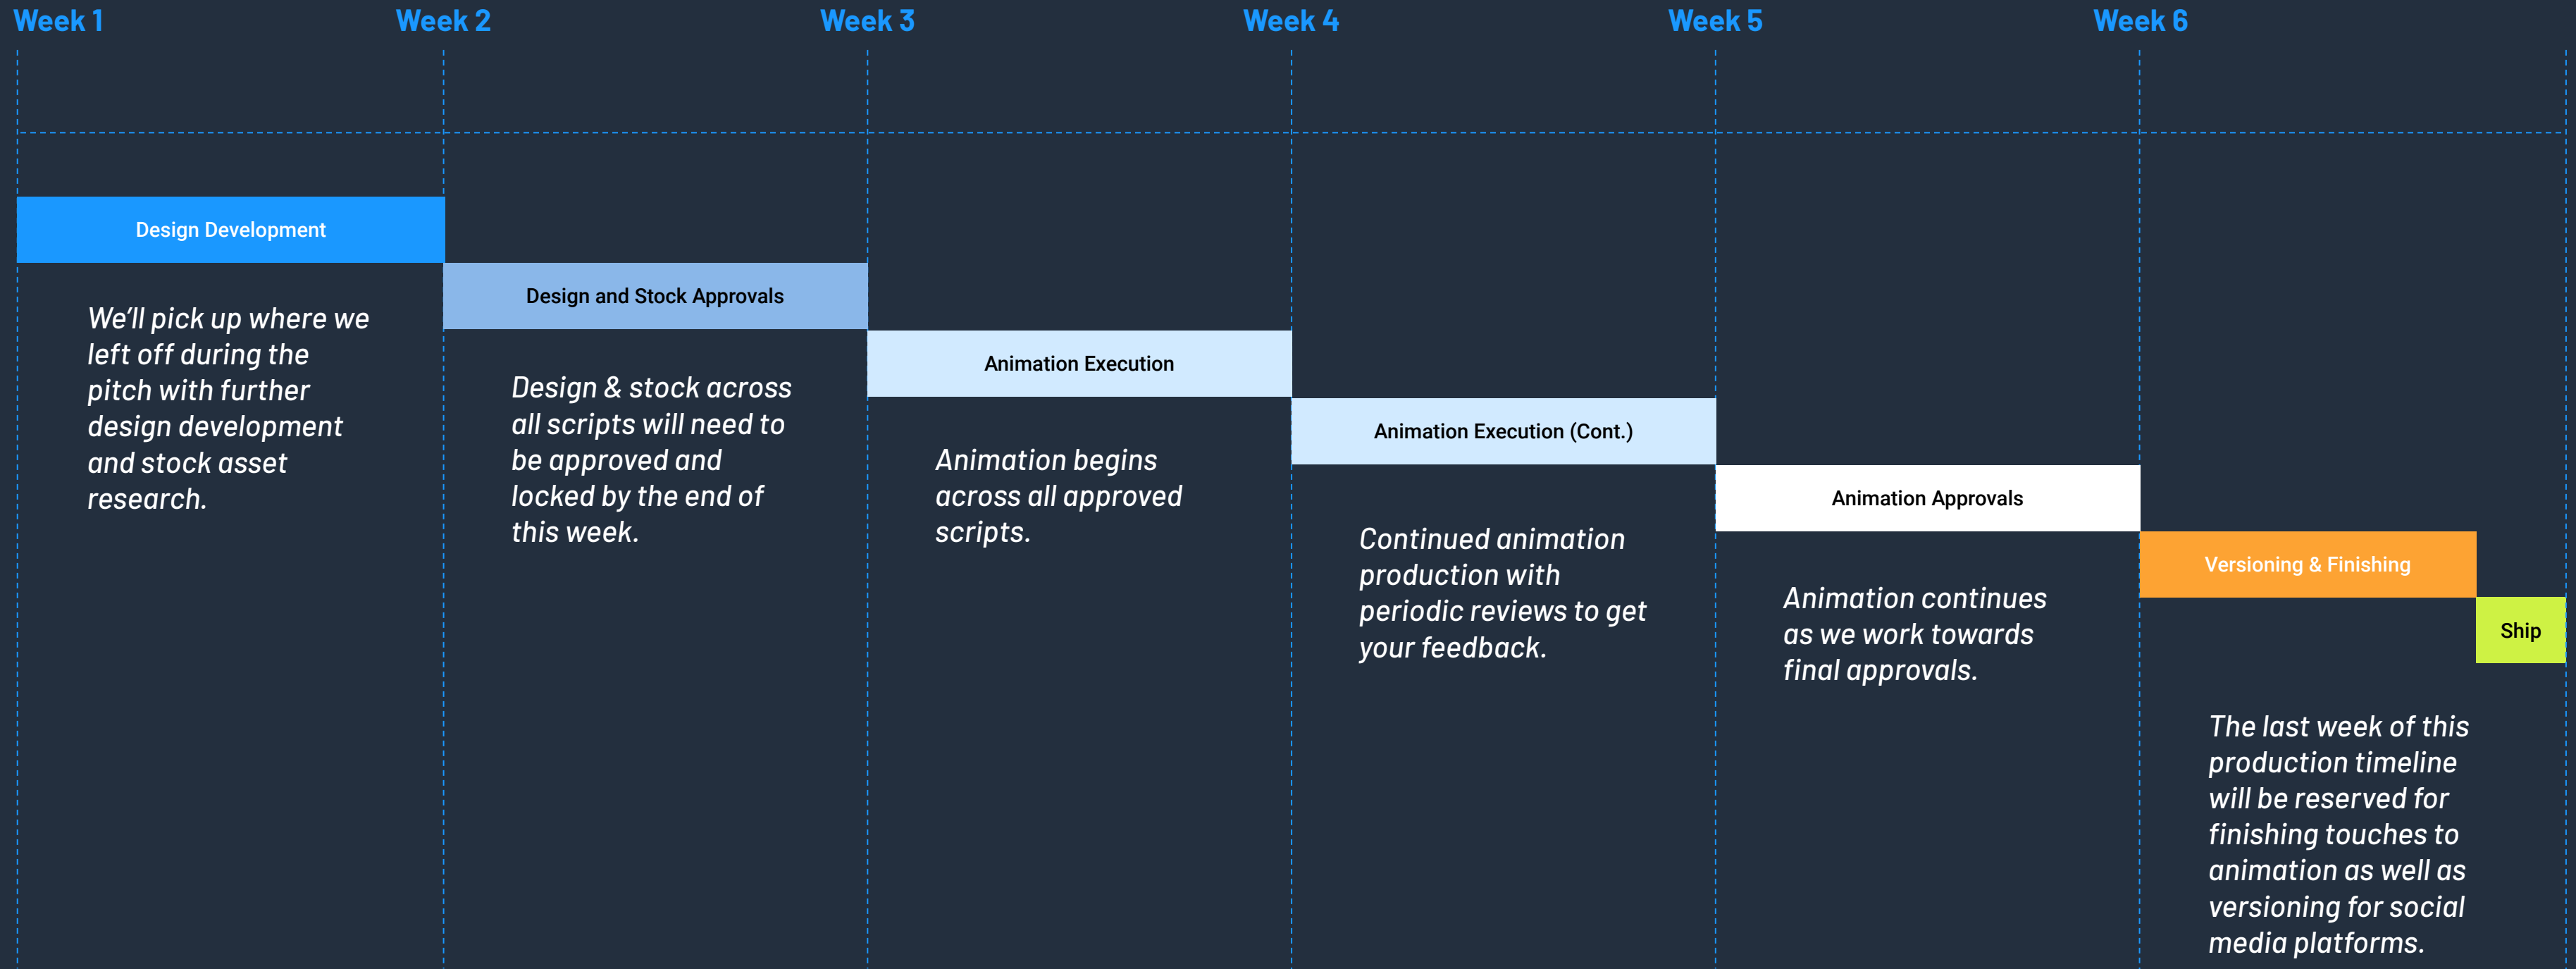 Week 1
Week 2
Week 3
Week 4
Week 5
Week 6
Design Development
We’ll pick up where we
left off during the
pitch with further
design development
and stock asset
research.
Design and Stock Approvals
Design & stock across
all scripts will need to
be approved and
locked by the end of
this week.
Animation Execution
Animation begins
across all approved
scripts.
Animation Execution (Cont.)
Continued animation
production with
periodic reviews to get
your feedback.
Animation Approvals
Animation continues
as we work towards
final approvals.
Versioning & Finishing
Ship
The last week of this
production timeline
will be reserved for
finishing touches to
animation as well as
versioning for social
media platforms.